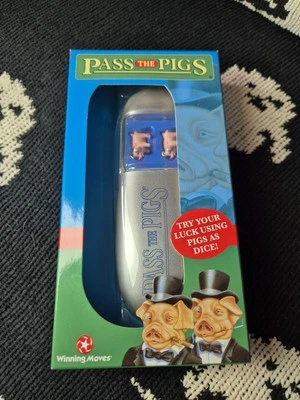 PASS THE PIGS
PASS THE PIGS
TRY YOUR
LUCK USING
PIGS AS
DICE!
Winning Moves